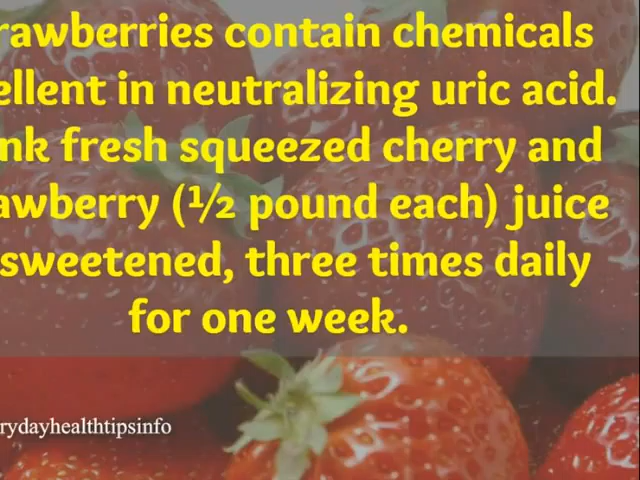 rawberries contain chemicals
ellent in neutralizing uric acid.
nk fresh squeezed cherry and
awberry (½ pound each) juice
sweetened, three times daily
for one week.
rydayhealthtipsinfo